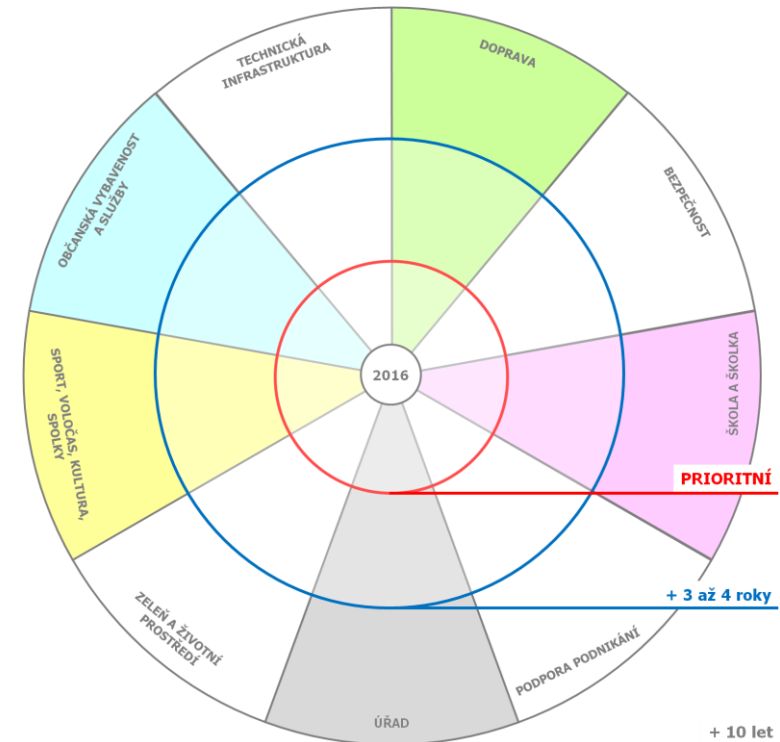 TECHNICKÁ
INFRASTRUKTURA
DOPRAVA
OBČANSKÁ VYBAVENOST
A SLUŽBY
BEZPEČNOST
2016
SPORT, VOLOČAS, KULTURA,
SPOLKY
ŠKOLA A ŠKOLKA
PRIORITNÍ
+ 3 až 4 roky
ZELEŇ A ŽIVOTNÍ
PROSTŘEDÍ
PODPORA PODNIKÁNÍ
ÚŘAD
+ 10 let